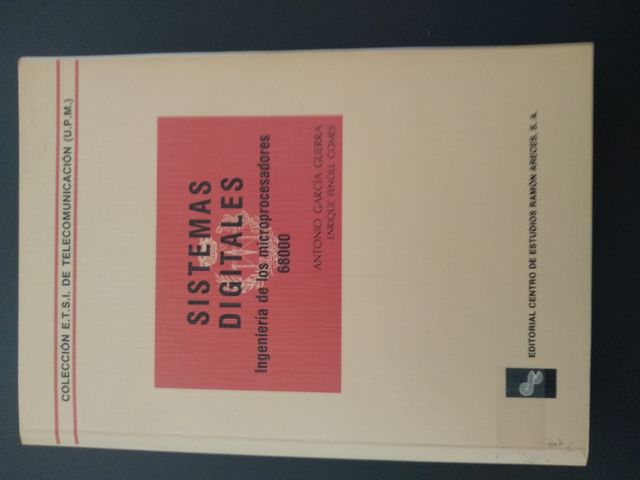 COLECCIÓN E.T.S.I. DE TELECOMUNICACIÓN (U.P.M.)
SISTEMAS
DIGITALES
Ingeniería de los microprocesadores
68000
ANTONIO GARCÍA GUERRA
ENRIQUE FENOLL COMES
EDITORIAL CENTRO DE ESTUDIOS RAMÓN ARECES, S. A.